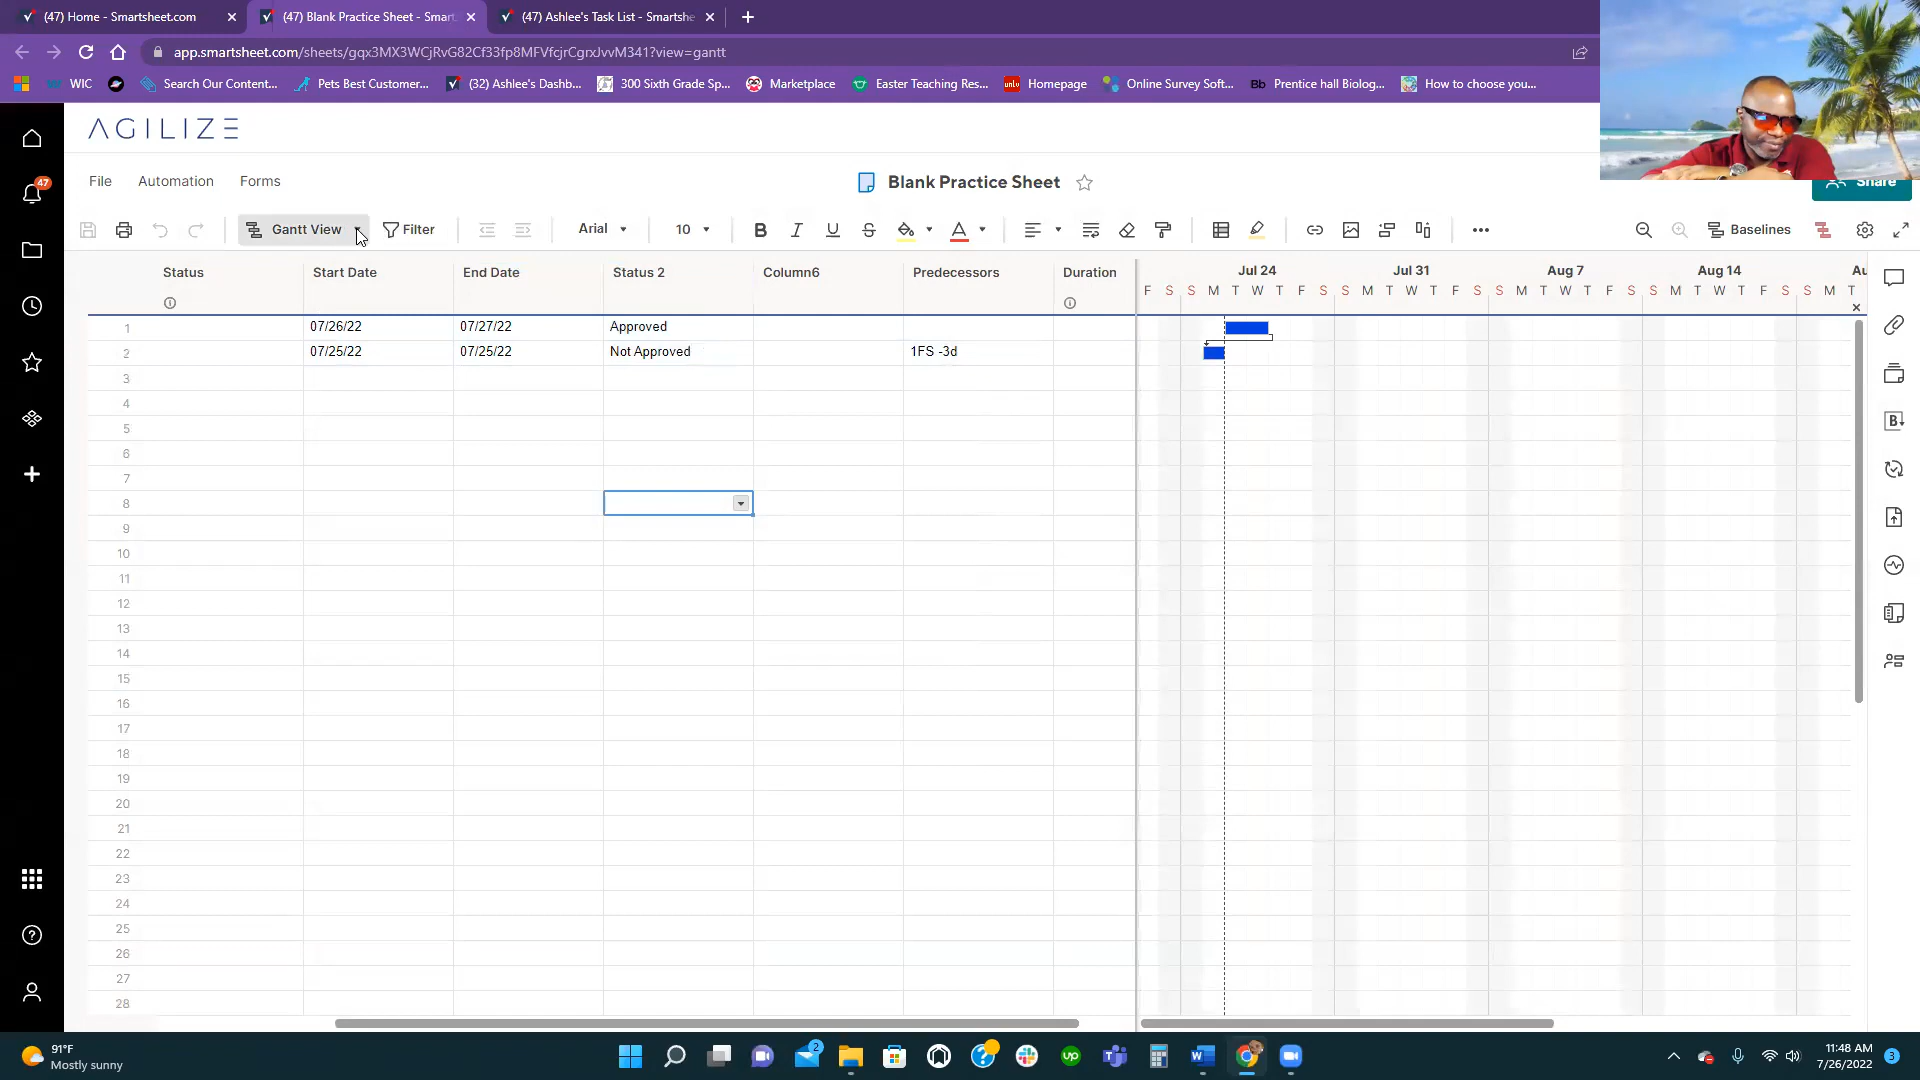 (47) Home - Smartsheet.com
(47) Blank Practice Sheet - Smart
(47) Ashlee's Task List - Smartshe
app.smartsheet.com/sheets/gqx3MX3WCjRvG82Cf33fp8MFVfcjrCgrxJvvM341?view=gantt
WIC
Search Our Content...
Pets Best Customer...
(32) Ashlee's Dashb...
300 Sixth Grade Sp...
Marketplace
Easter Teaching Res...
unlv
Homepage
Online Survey Soft...
Bb
Prentice hall Biolog...
How to choose you...
AGILIZE
File
Automation
Forms
Blank Practice Sheet
Share
47
Gantt View
Filter
Arial
10
B
I
U
S
A
Baselines
Status
Start Date
End Date
Status 2
Column6
Predecessors
Duration
Jul 24
Jul 31
Aug 7
Aug 14
Au
F S S M T W T F S S M T W T F S S M T W T F S S M T W T F S S M T
1 07/26/22 07/27/22 Approved
2 07/25/22 07/25/22 Not Approved 1FS -3d
3
4
5
6
7
8
9
10
11
12
13
14
15
16
17
18
19
20
21
22
23
24
25
26
27
28
91°F
Mostly sunny
2
up
W
11:48 AM
7/26/2022
3